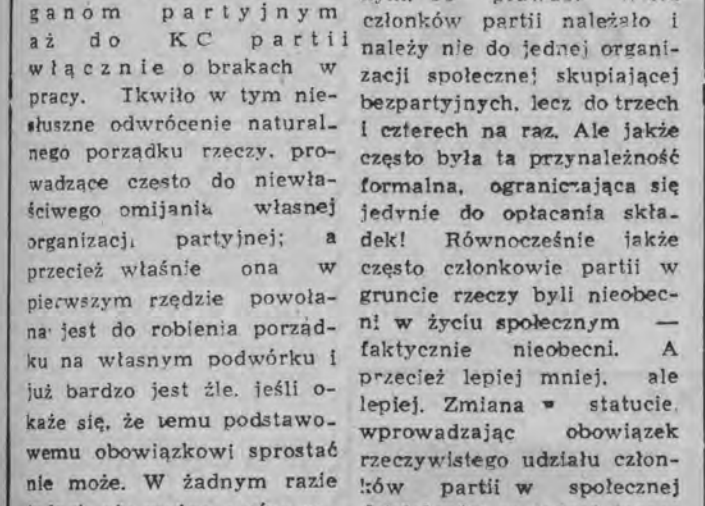 ganom partyjnym
aż do KC partii
włącznie o brakach w
pracy. Tkwiło w tym nie-
słuszne odwrócenie natural-
nego porządku rzeczy, pro-
wadzące często do niewła-
ściwego omijania własnej
organizacji partyjnej; a
przecież właśnie ona w
pierwszym rzędzie powoła-
na jest do robienia porząd-
ku na własnym podwórku i
już bardzo jest źle, jeśli o-
każe się, że temu podstawo-
wemu obowiązkowi sprostać
nie może. W żadnym razie
członków partii należało i
należy nie do jednej organi-
zacji społecznej skupiającej
bezpartyjnych, lecz do trzech
i czterech na raz. Ale jakże
często była ta przynależność
formalna, ograniczająca się
jedynie do opłacania skła-
dek! Równocześnie jakże
często członkowie partii w
gruncie rzeczy byli nieobec-
ni w życiu społecznym —
faktycznie nieobecni. A
przecież lepiej mniej, ale
lepiej. Zmiana w statucie,
wprowadzając obowiązek
rzeczywistego udziału człon-
ków partii w społecznej